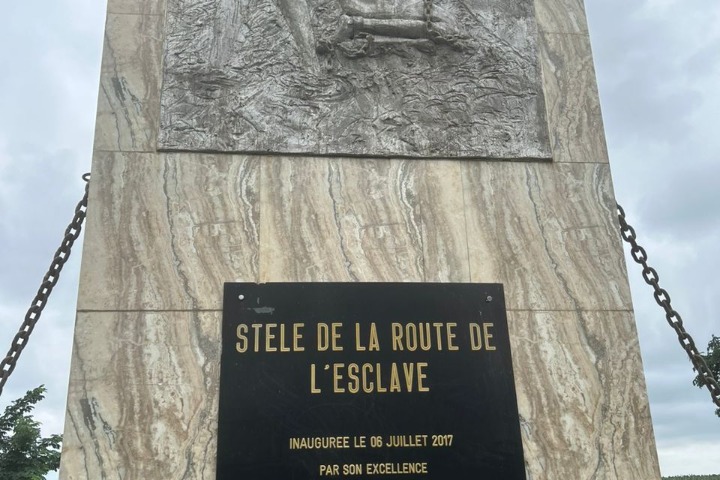 STELE DE LA ROUTE DE
L'ESCLAVE
INAUGUREE LE 06 JUILLET 2017
PAR SON EXCELLENCE